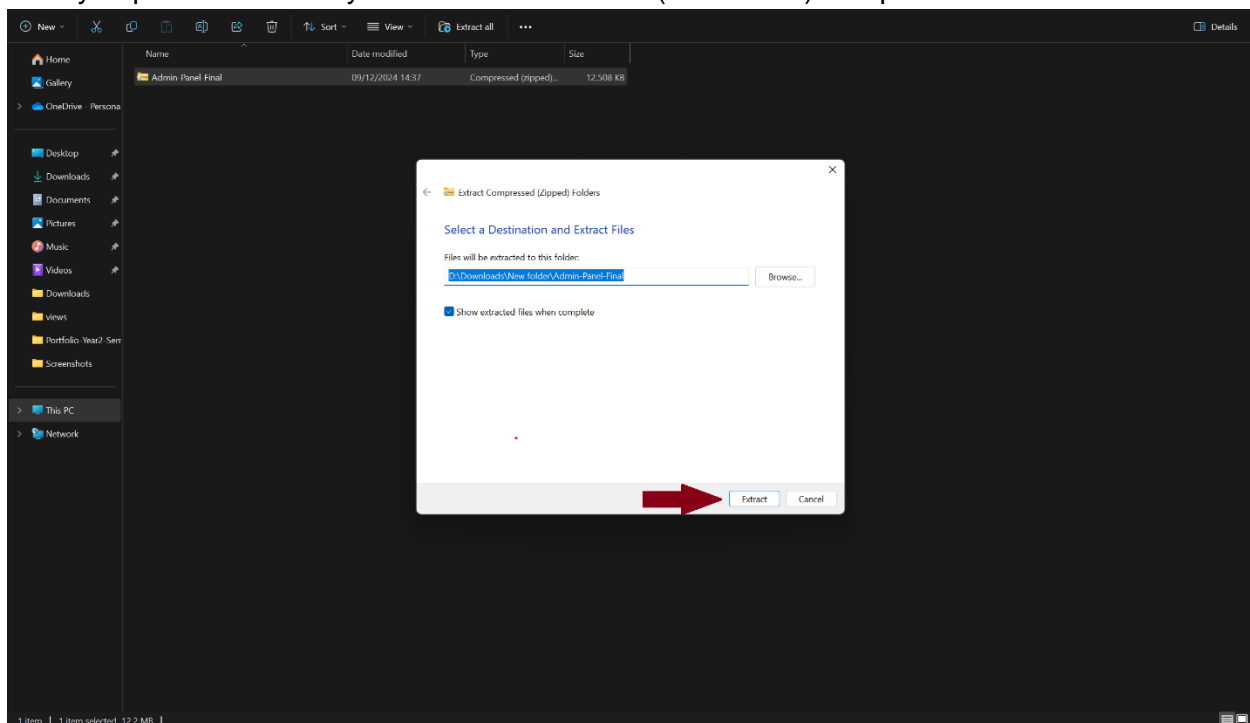 New
Sort
View
Extract all
Details
Name
Date modified
Type
Size
Home
Admin-Panel-Final
09/12/2024 14:37
Compressed (zipped)...
12,508 KB
Gallery
OneDrive - Persona
Desktop
Downloads
Documents
Pictures
Music
Videos
Downloads
views
Portfolio-Year2-Sem
Screenshots
This PC
Network
Extract Compressed (Zipped) Folders
Select a Destination and Extract Files
Files will be extracted to this folder:
D:\Downloads\New folder\Admin-Panel-Final
Browse...
Show extracted files when complete
Extract
Cancel
1 item
1 item selected 12.2 MB